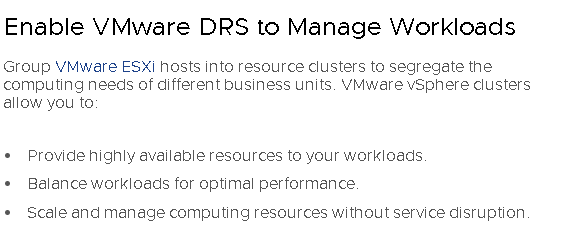 Enable VMware DRS to Manage Workloads
Group VMware ESXi hosts into resource clusters to segregate the
computing needs of different business units. VMware vSphere clusters
allow you to:
• Provide highly available resources to your workloads.
• Balance workloads for optimal performance.
• Scale and manage computing resources without service disruption.